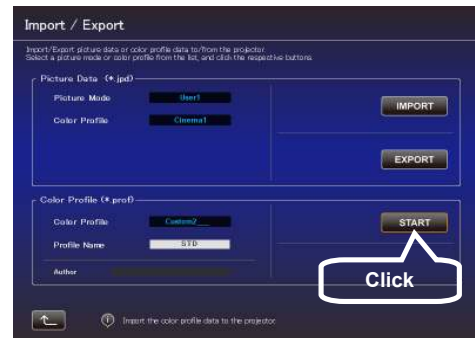 Import / Export
Import/Export picture data or color profile data to/from the projector
Select a picture mode or color profile from the list, and click the respective buttons.
Picture Data (*.jpd)
Picture Mode User1
IMPORT
Color Profile Cinema1
EXPORT
Color Profile (*.prof)
Color Profile Custom2___
START
Profile Name STD
Click
Author
Import the color profile data to the projector.